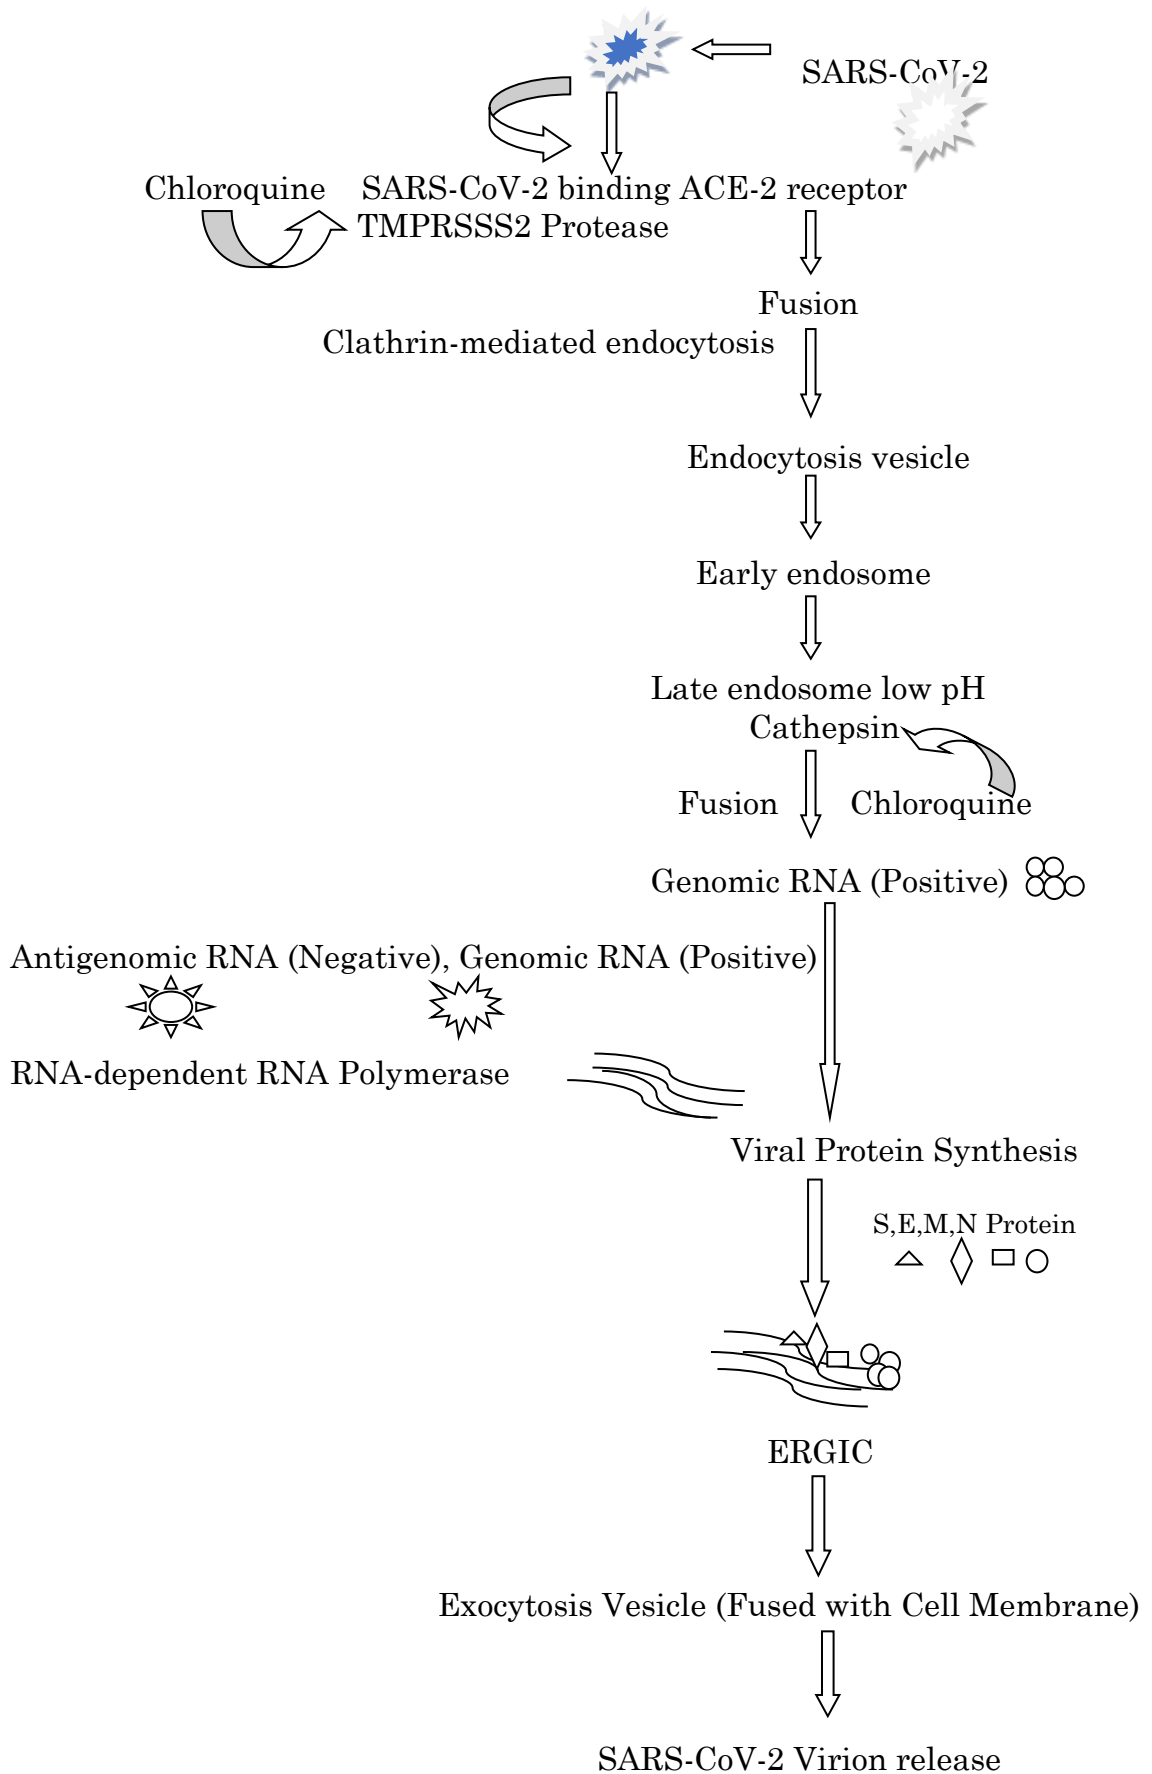 SARS-CoV-2
Chloroquine SARS-CoV-2 binding ACE-2 receptor
TMPRSSS2 Protease
Fusion
Clathrin-mediated endocytosis
Endocytosis vesicle
Early endosome
Late endosome low pH
Cathepsin
Fusion Chloroquine
Genomic RNA (Positive)
Antigenomic RNA (Negative), Genomic RNA (Positive)
RNA-dependent RNA Polymerase
Viral Protein Synthesis
S,E,M,N Protein
ERGIC
Exocytosis Vesicle (Fused with Cell Membrane)
SARS-CoV-2 Virion release